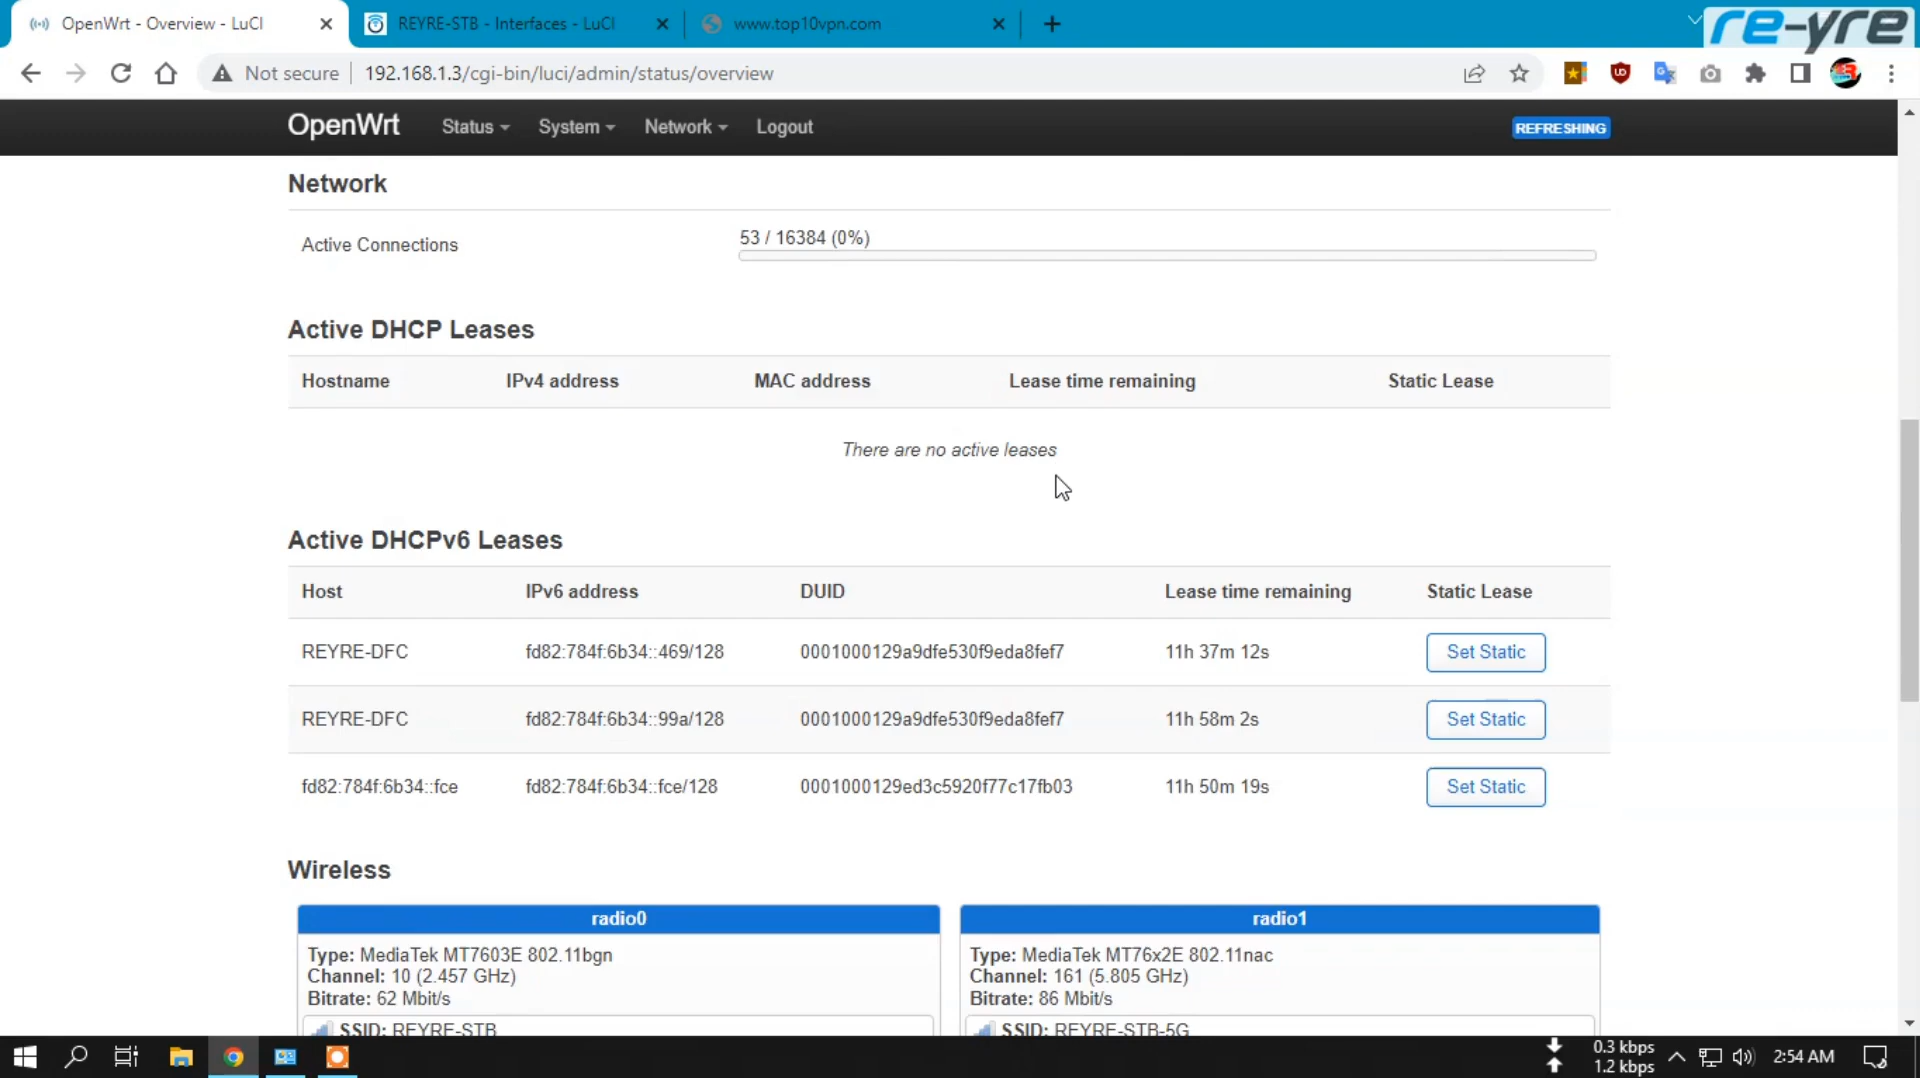 OpenWrt - Overview - LuCI
REYRE-STB - Interfaces - LuCI
www.top10vpn.com
re-yre
Not secure
192.168.1.3/cgi-bin/luci/admin/status/overview
OpenWrt
Status
System
Network
Logout
REFRESHING
Network
Active Connections
53 / 16384 (0%)
Active DHCP Leases
Hostname IPv4 address MAC address Lease time remaining Static Lease
There are no active leases
Active DHCPv6 Leases
Host IPv6 address DUID Lease time remaining Static Lease
REYRE-DFC fd82:784f:6b34::469/128 0001000129a9dfe530f9eda8fef7 11h 37m 12s Set Static
REYRE-DFC fd82:784f:6b34::99a/128 0001000129a9dfe530f9eda8fef7 11h 58m 2s Set Static
fd82:784f:6b34::fce fd82:784f:6b34::fce/128 0001000129ed3c5920f77c17fb03 11h 50m 19s Set Static
Wireless
radio0
Type: MediaTek MT7603E 802.11bgn
Channel: 10 (2.457 GHz)
Bitrate: 62 Mbit/s
SSID: REYRE-STB
radio1
Type: MediaTek MT76x2E 802.11nac
Channel: 161 (5.805 GHz)
Bitrate: 86 Mbit/s
SSID: REYRE-STB-5G
0.3 kbps
1.2 kbps
2:54 AM